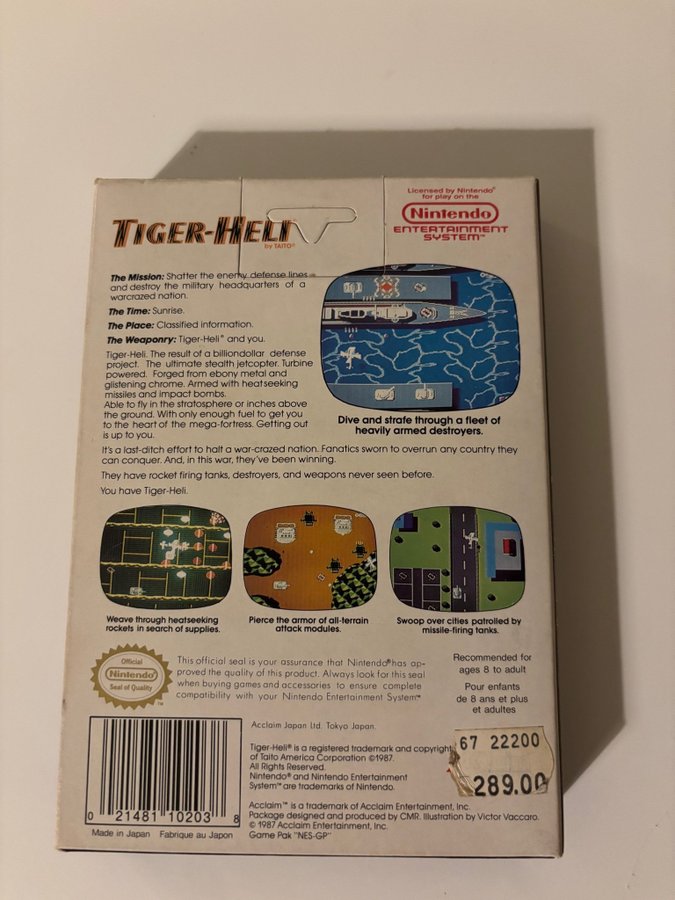 Licensed by Nintendo®
for play on the
Nintendo®
ENTERTAINMENT
SYSTEM™
TIGER-HELI™
by TAITO®
The Mission: Shatter the enemy defense lines
and destroy the military headquarters of a
warcrazed nation.
The Time: Sunrise.
The Place: Classified information.
The Weaponry: Tiger-Heli® and you.
Tiger-Heli. The result of a billiondollar defense
project. The ultimate stealth jetcopter. Turbine
powered. Forged from ebony metal and
glistening chrome. Armed with heatseeking
missiles and impact bombs.
Able to fly in the stratosphere or inches above
the ground. With only enough fuel to get you
to the heart of the mega-fortress. Getting out
is up to you.
Dive and strafe through a fleet of
heavily armed destroyers.
It's a last-ditch effort to halt a war-crazed nation. Fanatics sworn to overrun any country they
can conquer. And, in this war, they've been winning.
They have rocket firing tanks, destroyers, and weapons never seen before.
You have Tiger-Heli.
Weave through heatseeking
rockets in search of supplies.
Pierce the armor of all-terrain
attack modules.
Swoop over cities patrolled by
missile-firing tanks.
Official
Nintendo®
Seal of Quality
™
This official seal is your assurance that Nintendo® has ap-
proved the quality of this product. Always look for this seal
when buying games and accessories to ensure complete
compatibility with your Nintendo Entertainment System™
Recommended for
ages 8 to adult
Pour enfants
de 8 ans et plus
et adultes
Acclaim Japan Ltd. Tokyo Japan.
Tiger-Heli® is a registered trademark and copyright
of Taito America Corporation ©1987.
All Rights Reserved.
Nintendo® and Nintendo Entertainment
System™ are trademarks of Nintendo.
67 22200
289.00
Acclaim™ is a trademark of Acclaim Entertainment, Inc.
Package designed and produced by CMR. Illustration by Victor Vaccaro.
© 1987 Acclaim Entertainment, Inc.
Game Pak "NES-GP"
0 21481 10203 8
Made in Japan Fabrique au Japon